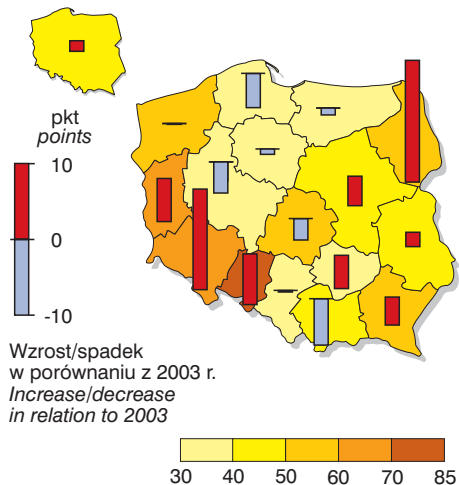 pkt
points
10
0
-10
Wzrost/spadek
w porównaniu z 2003 r.
Increase/decrease
in relation to 2003
30 40 50 60 70 85